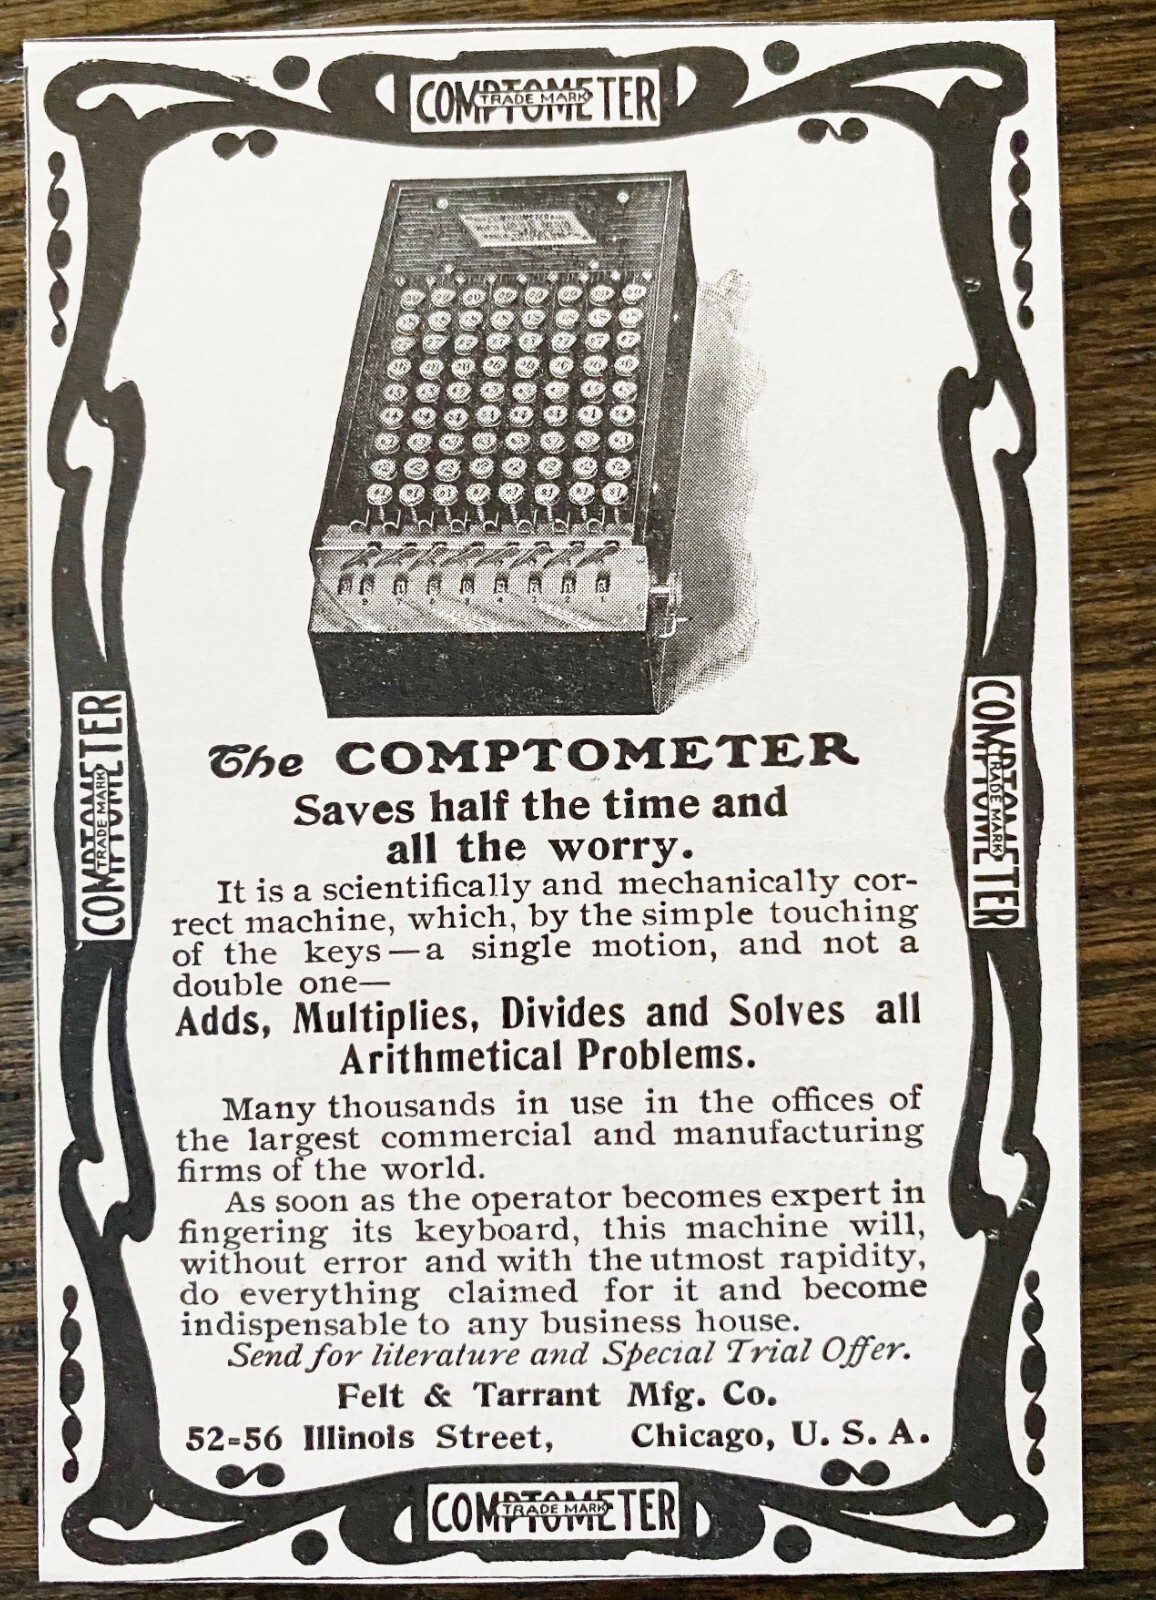 COMPTOMETER
TRADE MARK
The COMPTOMETER
Saves half the time and
all the worry.
It is a scientifically and mechanically cor-
rect machine, which, by the simple touching
of the keys—a single motion, and not a
double one—
Adds, Multiplies, Divides and Solves all
Arithmetical Problems.
Many thousands in use in the offices of
the largest commercial and manufacturing
firms of the world.
As soon as the operator becomes expert in
fingering its keyboard, this machine will,
without error and with the utmost rapidity,
do everything claimed for it and become
indispensable to any business house.
Send for literature and Special Trial Offer.
Felt & Tarrant Mfg. Co.
52-56 Illinois Street, Chicago, U. S. A.
COMPTOMETER
TRADE MARK
COMPTOMETER
TRADE MARK
COMPTOMETER
TRADE MARK